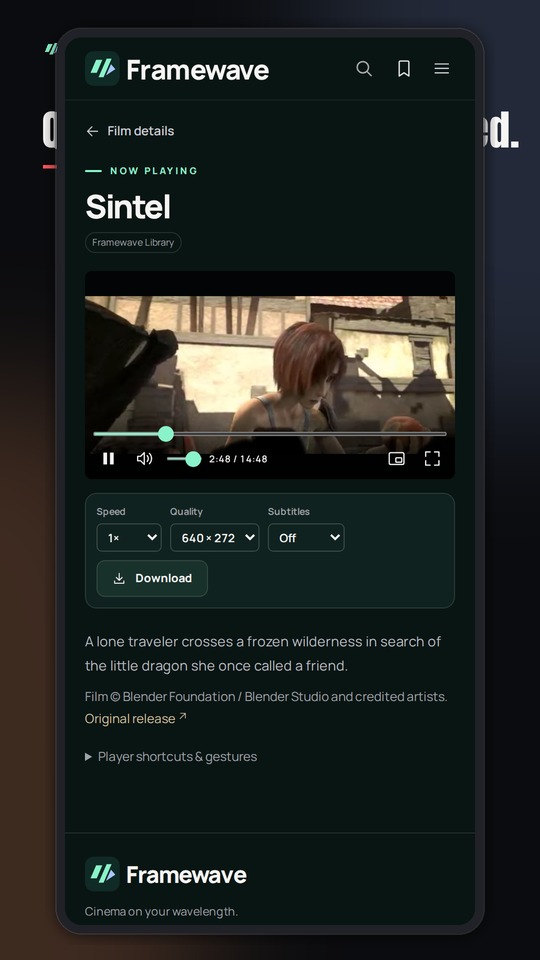 Framewave
← Film details
NOW PLAYING
Sintel
Framewave Library
2:48 / 14:48
Speed
Quality
Subtitles
1×
640 × 272
Off
Download
A lone traveler crosses a frozen wilderness in search of
the little dragon she once called a friend.
Film © Blender Foundation / Blender Studio and credited artists.
Original release ↗
▶ Player shortcuts & gestures
Framewave
Cinema on your wavelength.